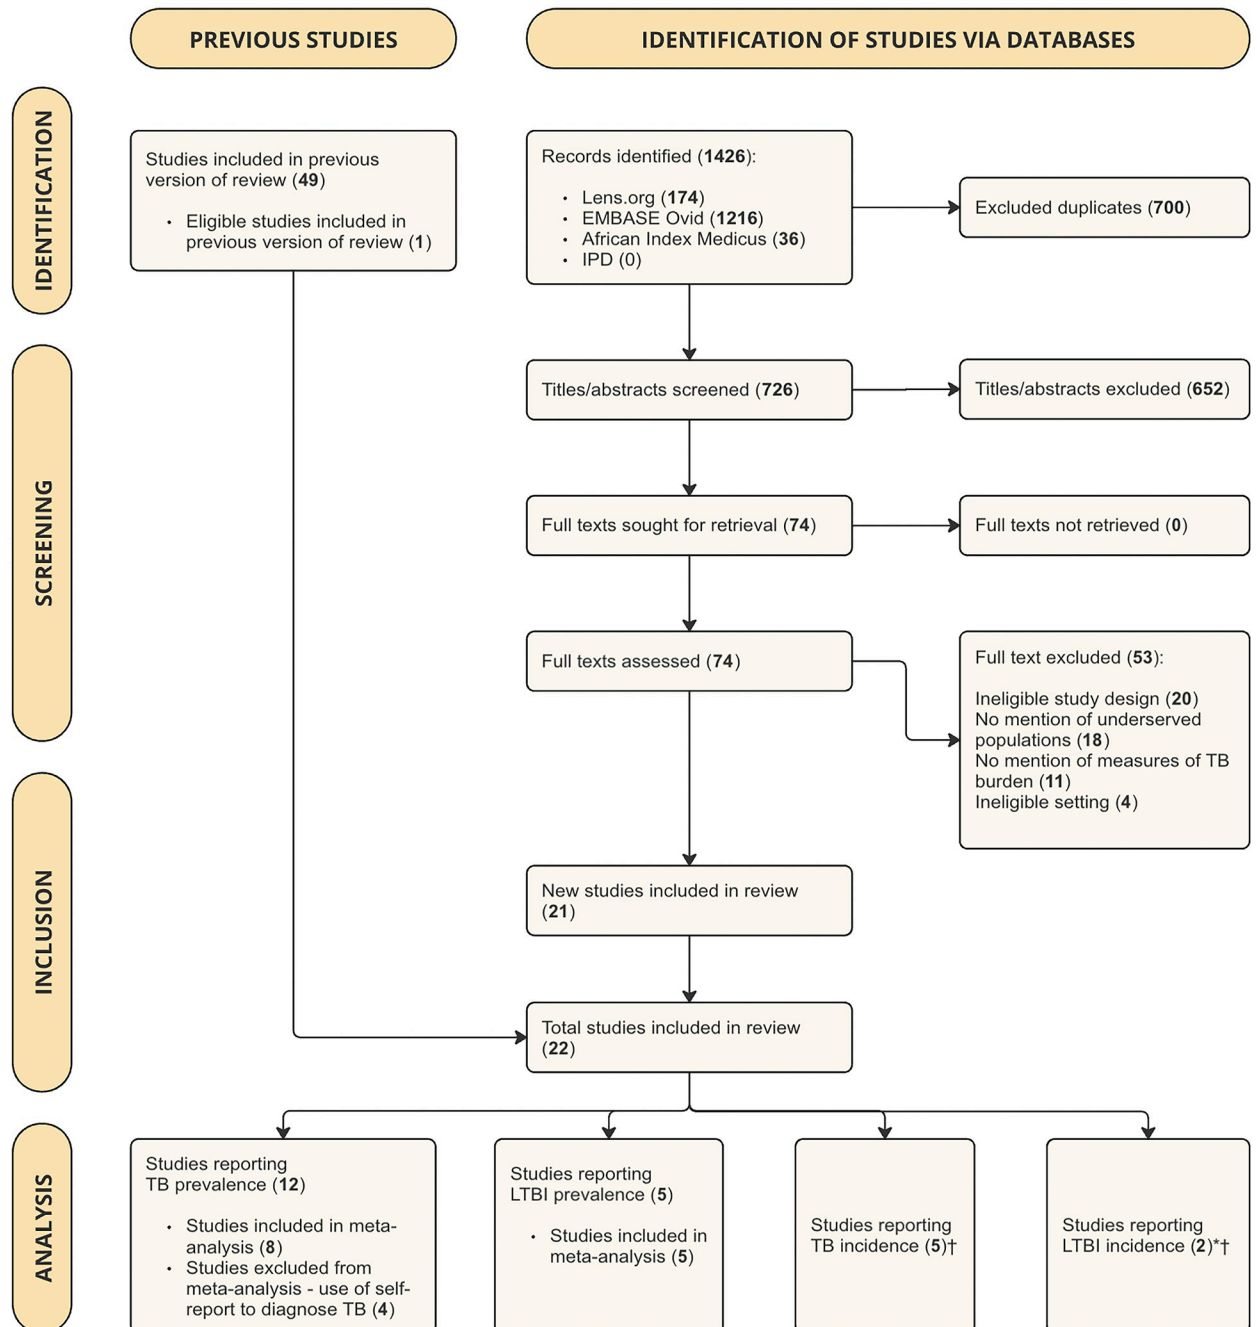 PREVIOUS STUDIES
IDENTIFICATION OF STUDIES VIA DATABASES
IDENTIFICATION
Studies included in previous
version of review (49)
• Eligible studies included in
previous version of review (1)
Records identified (1426):
• Lens.org (174)
• EMBASE Ovid (1216)
• African Index Medicus (36)
• IPD (0)
Excluded duplicates (700)
SCREENING
Titles/abstracts screened (726)
Titles/abstracts excluded (652)
Full texts sought for retrieval (74)
Full texts not retrieved (0)
Full texts assessed (74)
Full text excluded (53):
Ineligible study design (20)
No mention of underserved
populations (18)
No mention of measures of TB
burden (11)
Ineligible setting (4)
INCLUSION
New studies included in review
(21)
Total studies included in review
(22)
ANALYSIS
Studies reporting
TB prevalence (12)
• Studies included in meta-
analysis (8)
• Studies excluded from
meta-analysis - use of self-
report to diagnose TB (4)
Studies reporting
LTBI prevalence (5)
• Studies included in
meta-analysis (5)
Studies reporting
TB incidence (5)†
Studies reporting
LTBI incidence (2)*†